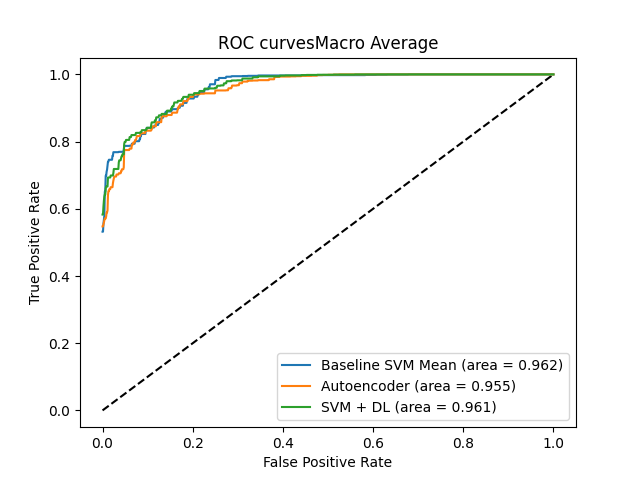 ROC curvesMacro Average
True Positive Rate
1.0
0.8
0.6
0.4
0.2
0.0
Baseline SVM Mean (area = 0.962)
Autoencoder (area = 0.955)
SVM + DL (area = 0.961)
0.0 0.2 0.4 0.6 0.8 1.0
False Positive Rate